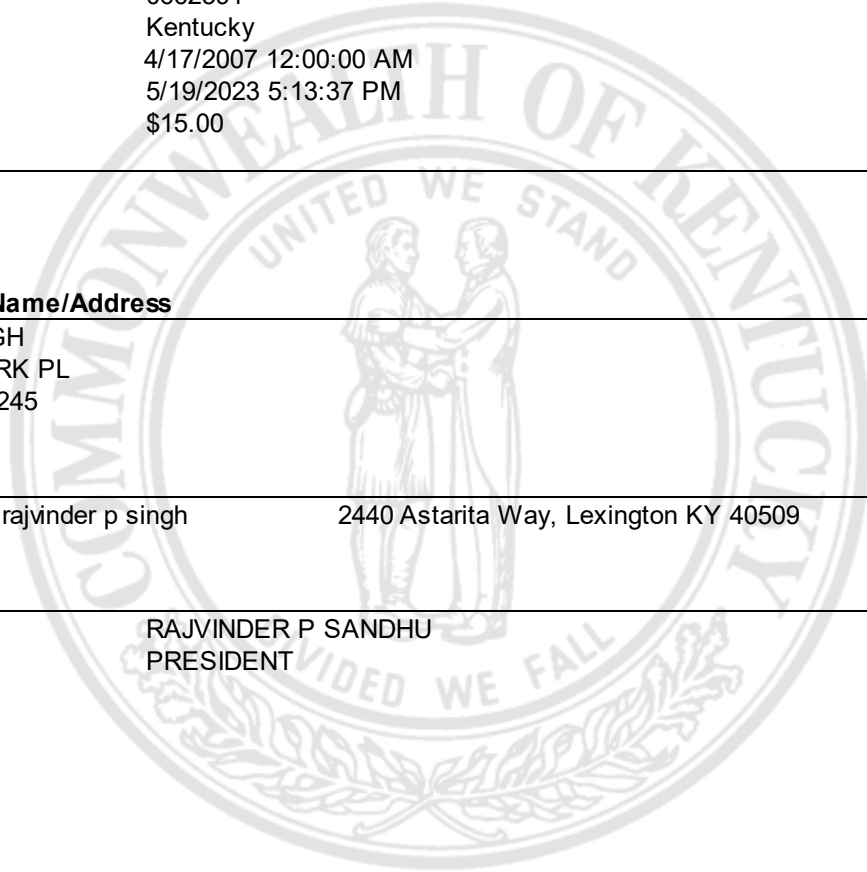 Kentucky
4/17/2007 12:00:00 AM
5/19/2023 5:13:37 PM
$15.00
COMMONWEALTH OF KENTUCKY
UNITED WE STAND
Name/Address
GH
RK PL
245
rajvinder p singh 2440 Astarita Way, Lexington KY 40509
RAJVINDER P SANDHU
PRESIDENT
VIDED WE FALL